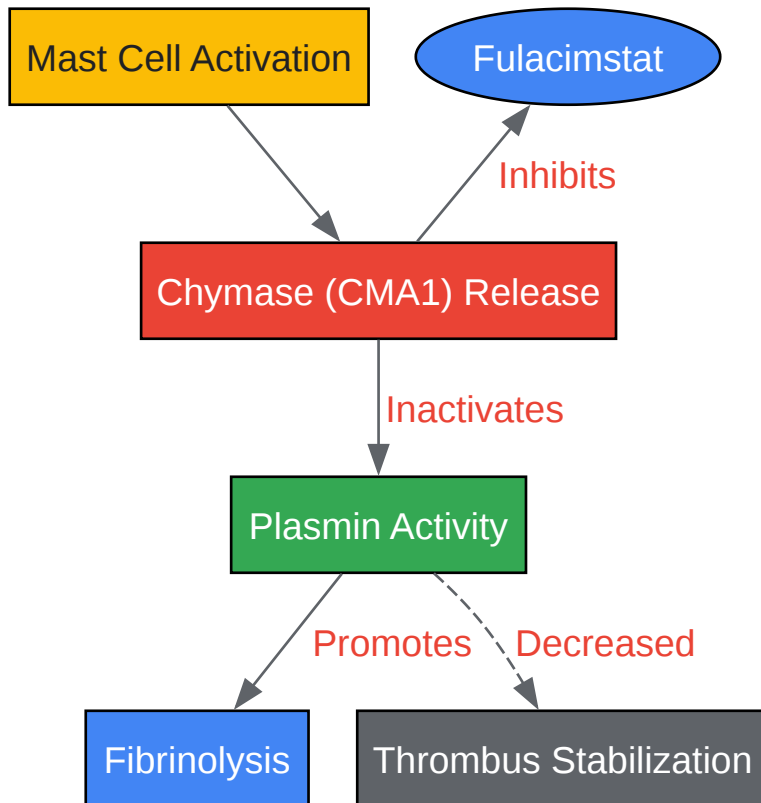 Mast Cell Activation
Fulacimstat
Inhibits
Chymase (CMA1) Release
Inactivates
Plasmin Activity
Promotes
Decreased
Fibrinolysis
Thrombus Stabilization